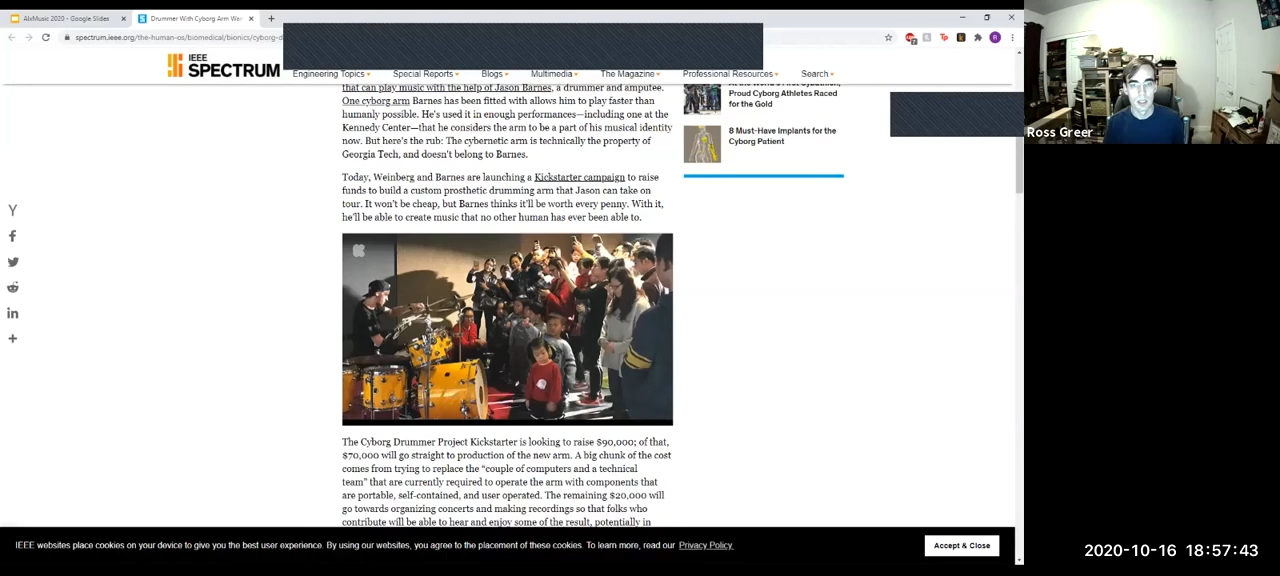 AIxMusic 2020 - Google Slides
Drummer With Cyborg Arm Wan
spectrum.ieee.org/the-human-os/biomedical/bionics/cyborg-d
IEEE
SPECTRUM
Engineering Topics
Special Reports
Blogs
Multimedia
The Magazine
Professional Resources
Search
that can play music with the help of Jason Barnes, a drummer and amputee.
One cyborg arm Barnes has been fitted with allows him to play faster than
humanly possible. He's used it in enough performances—including one at the
Kennedy Center—that he considers the arm to be a part of his musical identity
now. But here's the rub: The cybernetic arm is technically the property of
Georgia Tech, and doesn't belong to Barnes.
Today, Weinberg and Barnes are launching a Kickstarter campaign to raise
funds to build a custom prosthetic drumming arm that Jason can take on
tour. It won't be cheap, but Barnes thinks it'll be worth every penny. With it,
he'll be able to create music that no other human has ever been able to.
The Cyborg Drummer Project Kickstarter is looking to raise $90,000; of that,
$70,000 will go straight to production of the new arm. A big chunk of the cost
comes from trying to replace the “couple of computers and a technical
team” that are currently required to operate the arm with components that
are portable, self-contained, and user operated. The remaining $20,000 will
go towards organizing concerts and making recordings so that folks who
contribute will be able to hear and enjoy some of the result, potentially in
At the World's First Cybathlon,
Proud Cyborg Athletes Raced
for the Gold
8 Must-Have Implants for the
Cyborg Patient
IEEE websites place cookies on your device to give you the best user experience. By using our websites, you agree to the placement of these cookies. To learn more, read our Privacy Policy.
Accept & Close
Ross Greer
2020-10-16 18:57:43